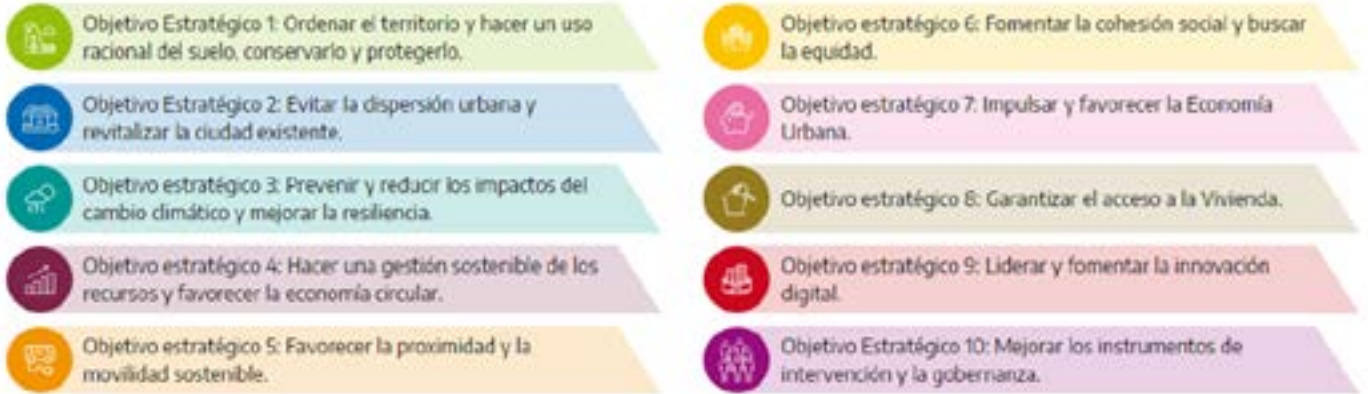 Objetivo Estratégico 1: Ordenar el territorio y hacer un uso
racional del suelo, conservarlo y protegerlo.
Objetivo Estratégico 2: Evitar la dispersión urbana y
revitalizar la ciudad existente.
Objetivo estratégico 3: Prevenir y reducir los impactos del
cambio climático y mejorar la resiliencia.
Objetivo estratégico 4: Hacer una gestión sostenible de los
recursos y favorecer la economía circular.
Objetivo estratégico 5: Favorecer la proximidad y la
movilidad sostenible.
Objetivo estratégico 6: Fomentar la cohesión social y buscar
la equidad.
Objetivo estratégico 7: Impulsar y favorecer la Economía
Urbana.
Objetivo estratégico 8: Garantizar el acceso a la Vivienda.
Objetivo estratégico 9: Liderar y fomentar la innovación
digital.
Objetivo Estratégico 10: Mejorar los instrumentos de
intervención y la gobernanza.